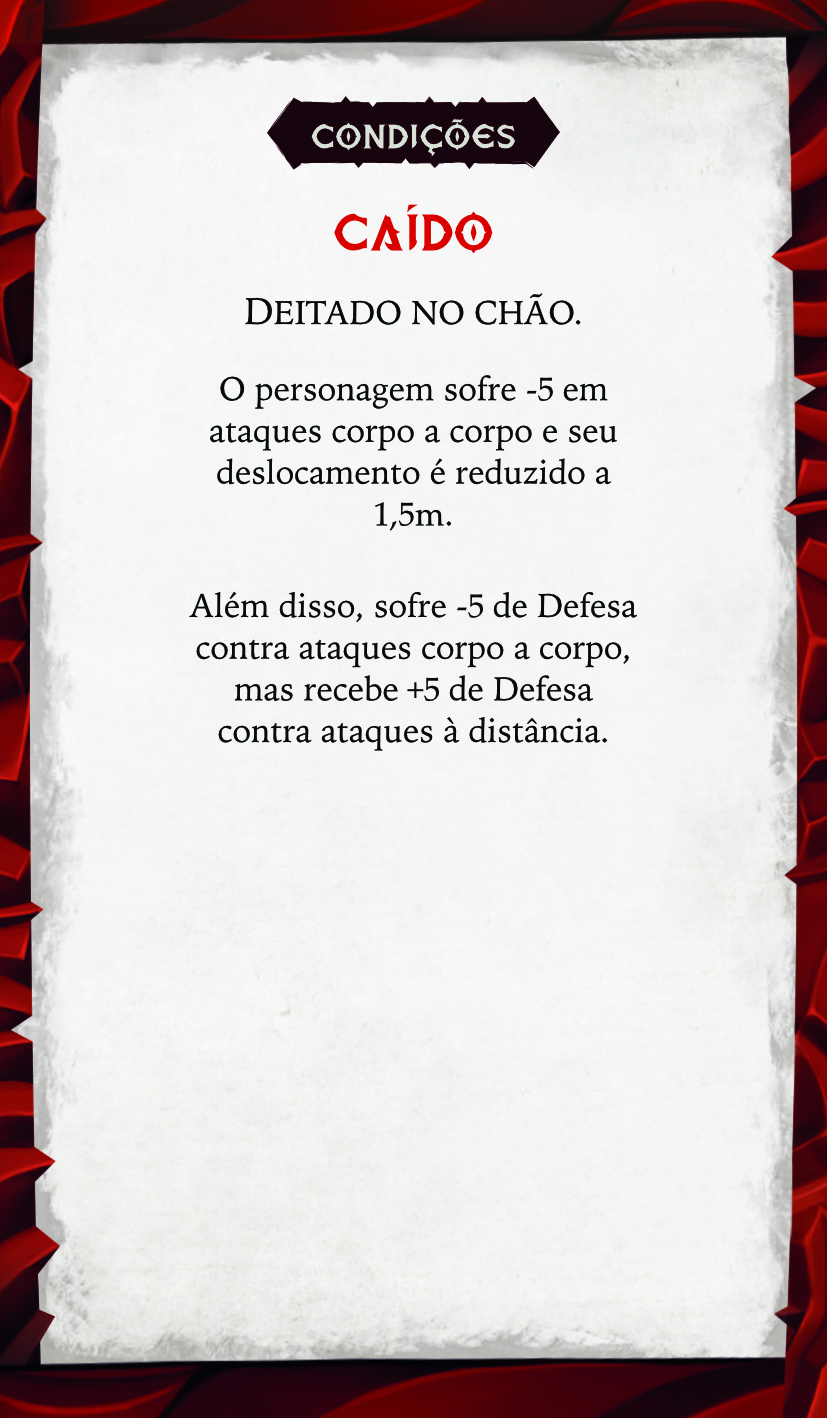 CONDIÇÕES
CAÍDO
DEITADO NO CHÃO.
O personagem sofre -5 em
ataques corpo a corpo e seu
deslocamento é reduzido a
1,5m.
Além disso, sofre -5 de Defesa
contra ataques corpo a corpo,
mas recebe +5 de Defesa
contra ataques à distância.